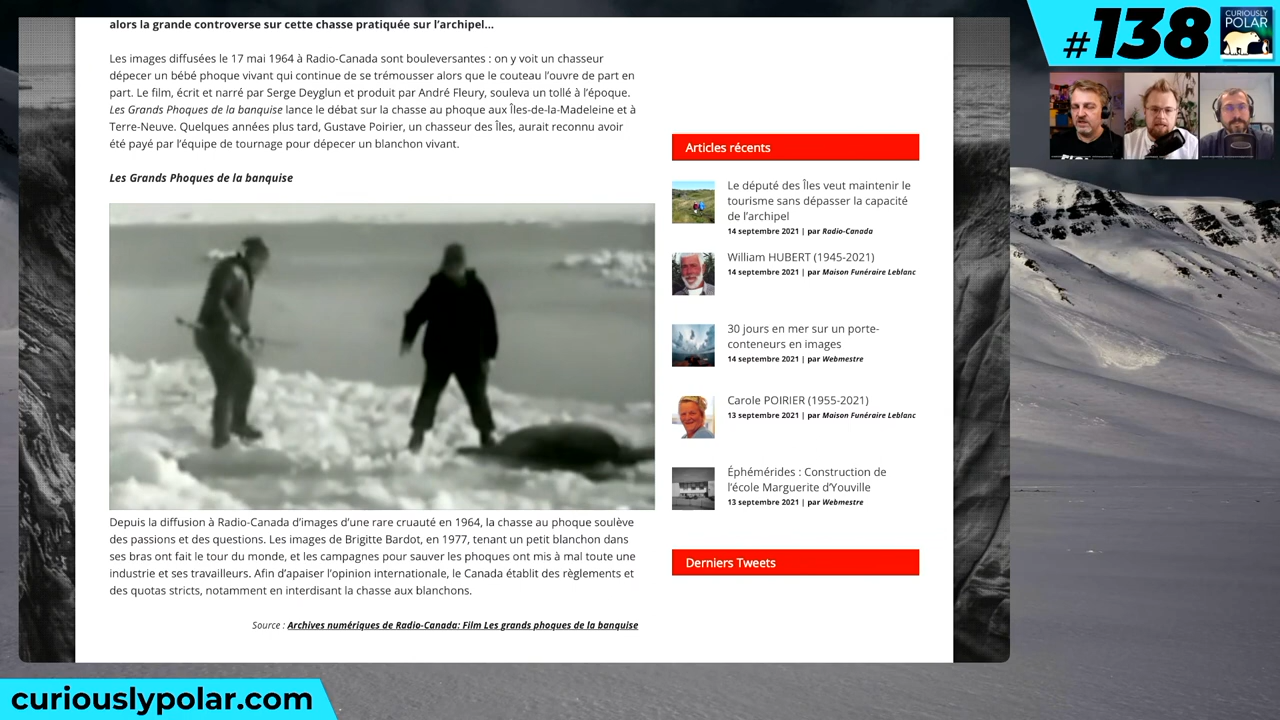 alors la grande controverse sur cette chasse pratiquée sur l'archipel...
Les images diffusées le 17 mai 1964 à Radio-Canada sont bouleversantes : on y voit un chasseur
dépecer un bébé phoque vivant qui continue de se trémousser alors que le couteau l'ouvre de part en
part. Le film, écrit et narré par Serge Deyglun et produit par André Fleury, souleva un tollé à l'époque.
Les Grands Phoques de la banquise lance le débat sur la chasse au phoque aux Îles-de-la-Madeleine et à
Terre-Neuve. Quelques années plus tard, Gustave Poirier, un chasseur des Îles, aurait reconnu avoir
été payé par l'équipe de tournage pour dépecer un blanchon vivant.
Les Grands Phoques de la banquise
Depuis la diffusion à Radio-Canada d'images d'une rare cruauté en 1964, la chasse au phoque soulève
des passions et des questions. Les images de Brigitte Bardot, en 1977, tenant un petit blanchon dans
ses bras ont fait le tour du monde, et les campagnes pour sauver les phoques ont mis à mal toute une
industrie et ses travailleurs. Afin d'apaiser l'opinion internationale, le Canada établit des règlements et
des quotas stricts, notamment en interdisant la chasse aux blanchons.
Source : Archives numériques de Radio-Canada: Film Les grands phoques de la banquise
Articles récents
Le député des Îles veut maintenir le
tourisme sans dépasser la capacité
de l'archipel
14 septembre 2021 | par Radio-Canada
William HUBERT (1945-2021)
14 septembre 2021 | par Maison Funéraire Leblanc
30 jours en mer sur un porte-
conteneurs en images
14 septembre 2021 | par Webmestre
Carole POIRIER (1955-2021)
13 septembre 2021 | par Maison Funéraire Leblanc
Éphémérides : Construction de
l'école Marguerite d'Youville
13 septembre 2021 | par Webmestre
Derniers Tweets
#138
CURIOUSLY
POLAR
curiouslypolar.com